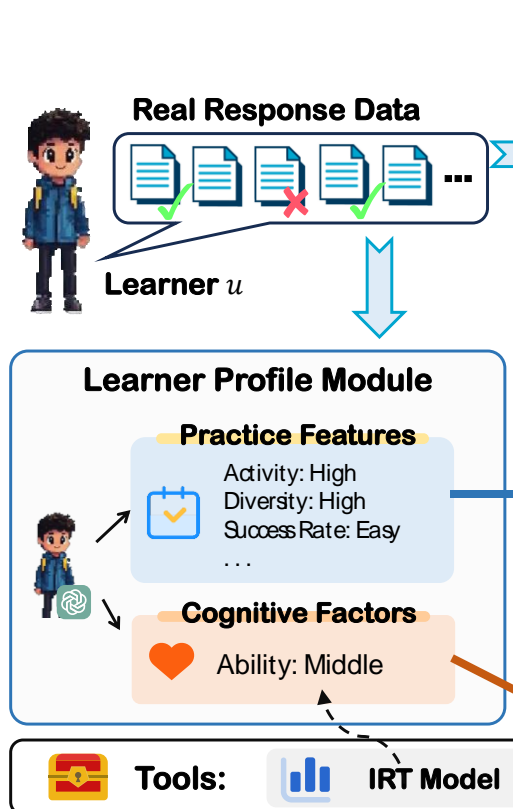 Real Response Data
...
Learner u
Learner Profile Module
Practice Features
Activity: High
Diversity: High
Success Rate: Easy
. . .
Cognitive Factors
Ability: Middle
Tools:
IRT Model